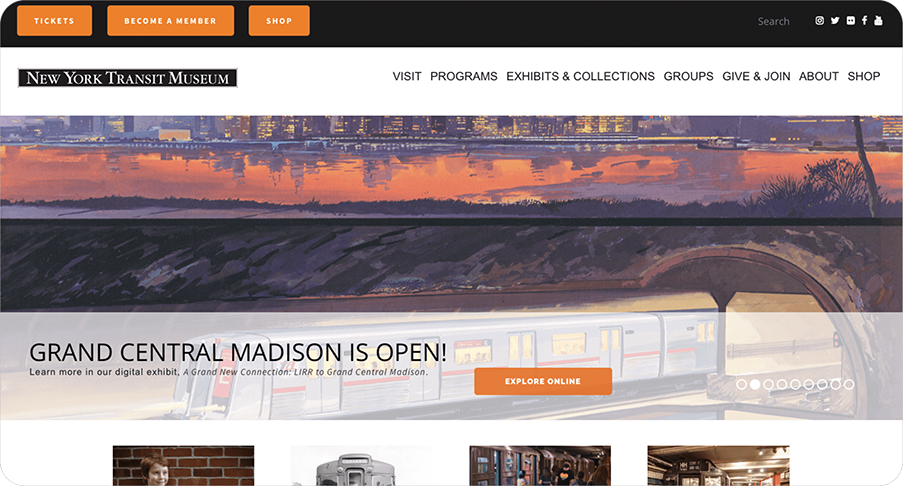 TICKETS
BECOME A MEMBER
SHOP
Search
NEW YORK TRANSIT MUSEUM
VISIT PROGRAMS EXHIBITS & COLLECTIONS GROUPS GIVE & JOIN ABOUT SHOP
GRAND CENTRAL MADISON IS OPEN!
Learn more in our digital exhibit, A Grand New Connection: LIRR to Grand Central Madison.
EXPLORE ONLINE